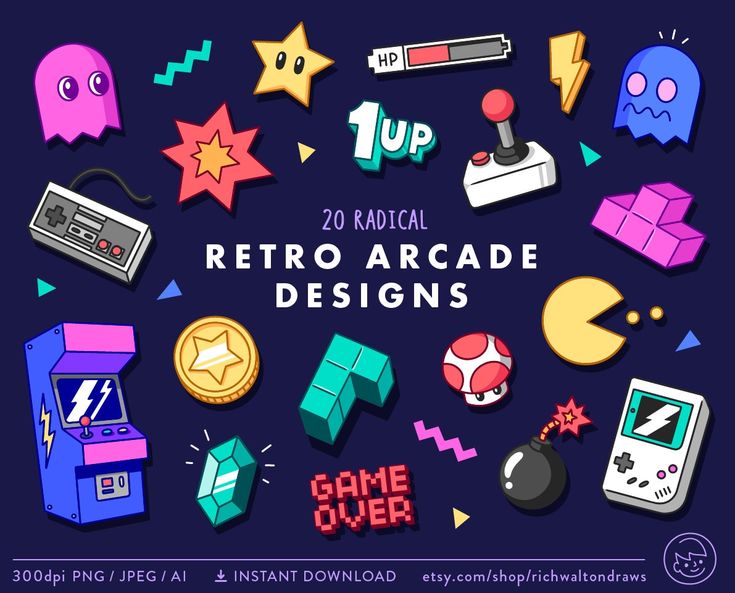 HP
1UP
20 RADICAL
RETRO ARCADE
DESIGNS
GAME
OVER
300dpi PNG / JPEG / AI
INSTANT DOWNLOAD
etsy.com/shop/richwaltondraws